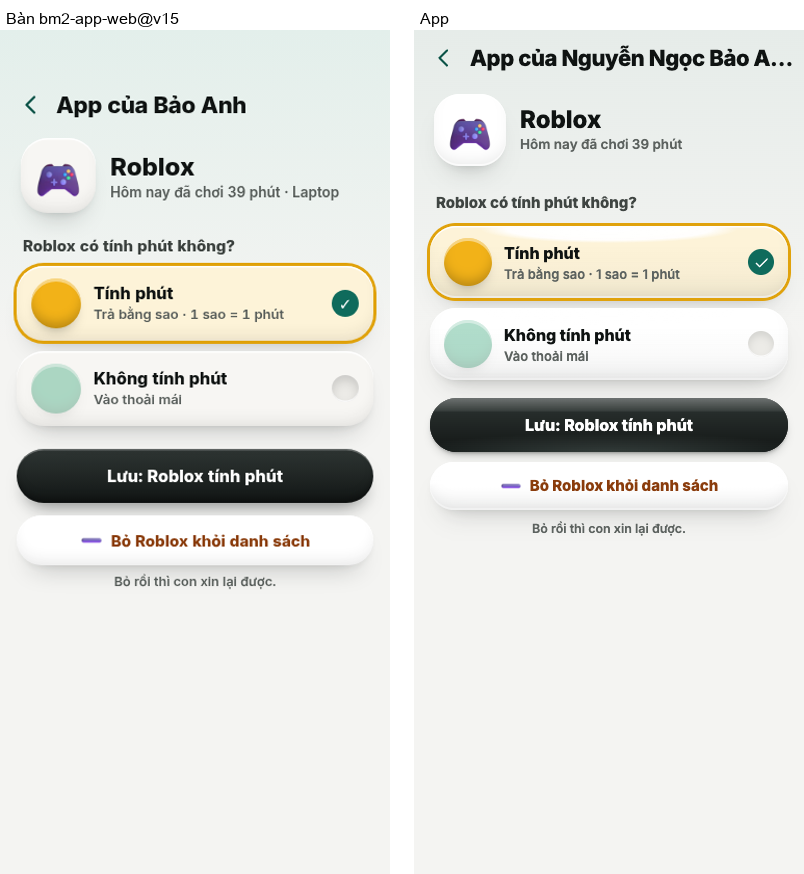 Bản bm2-app-web@v15
App của Bảo Anh
Roblox
Hôm nay đã chơi 39 phút · Laptop
Roblox có tính phút không?
Tính phút
Trả bằng sao · 1 sao = 1 phút
Không tính phút
Vào thoải mái
Lưu: Roblox tính phút
Bỏ Roblox khỏi danh sách
Bỏ rồi thì con xin lại được.
App
App của Nguyễn Ngọc Bảo A...
Roblox
Hôm nay đã chơi 39 phút
Roblox có tính phút không?
Tính phút
Trả bằng sao · 1 sao = 1 phút
Không tính phút
Vào thoải mái
Lưu: Roblox tính phút
Bỏ Roblox khỏi danh sách
Bỏ rồi thì con xin lại được.